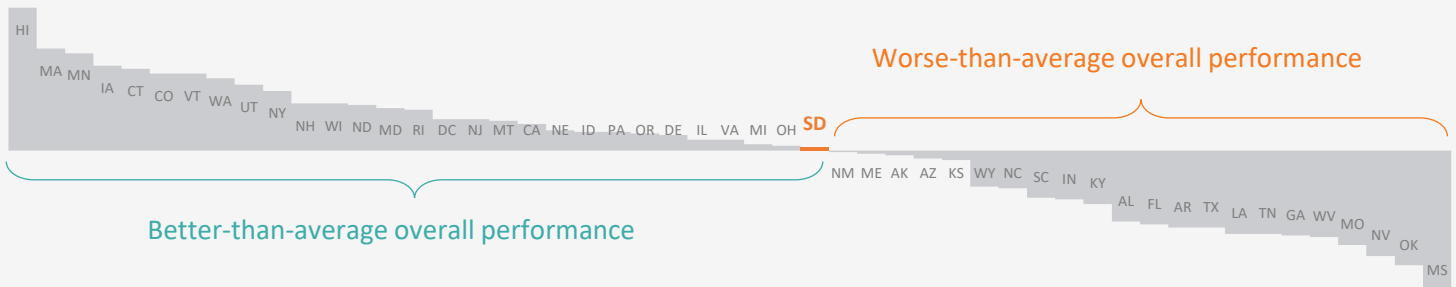 HI MA MN IA CT CO VT WA UT NY NH WI ND MD RI DC NJ MT CA NE ID PA OR DE IL VA MI OH SD
Worse-than-average overall performance
NM ME AK AZ KS WY NC SC IN KY AL FL AR TX LA TN GA WV MO NV OK MS
Better-than-average overall performance